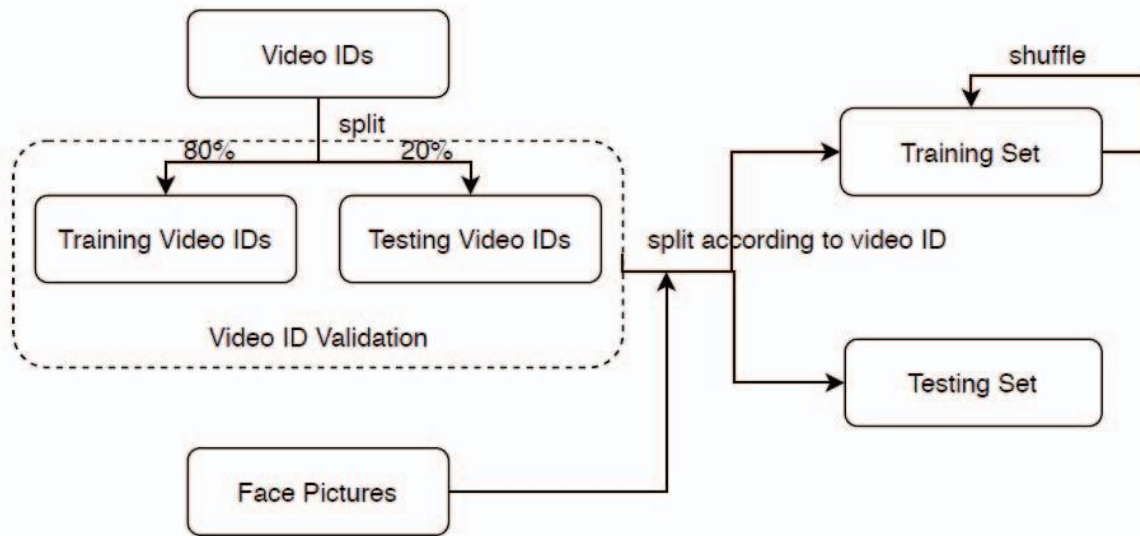 Video IDs
shuffle
split
80%
20%
Training Set
Training Video IDs
Testing Video IDs
split according to video ID
Video ID Validation
Testing Set
Face Pictures